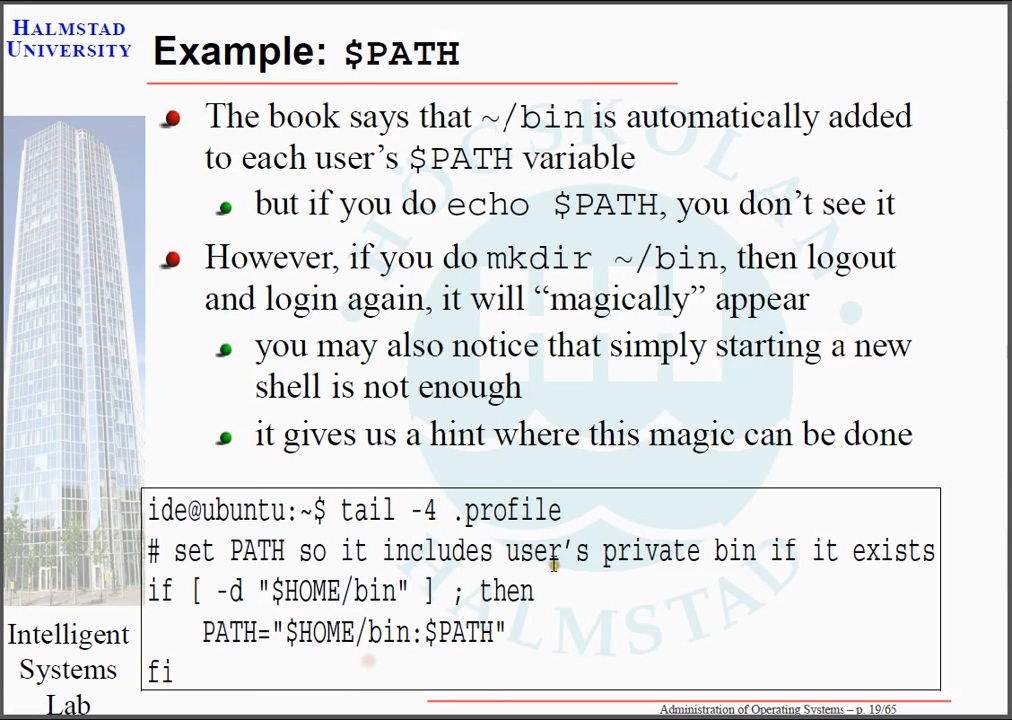 HALMSTAD
UNIVERSITY
Example: $PATH
The book says that ~/bin is automatically added
to each user's $PATH variable
but if you do echo $PATH, you don't see it
However, if you do mkdir ~/bin, then logout
and login again, it will “magically” appear
you may also notice that simply starting a new
shell is not enough
it gives us a hint where this magic can be done
ide@ubuntu:~$ tail -4 .profile
# set PATH so it includes user's private bin if it exists
if [ -d "$HOME/bin" ] ; then
PATH="$HOME/bin:$PATH"
fi
HÖGSKOLAN
HALMSTAD
Intelligent
Systems
Lab
Administration of Operating Systems – p. 19/65